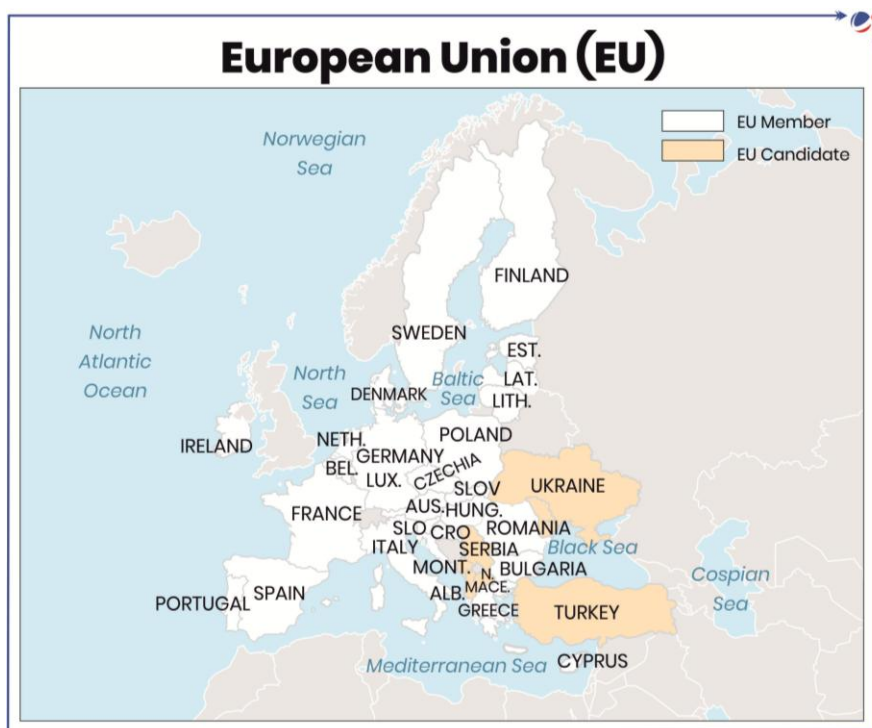 European Union (EU)
EU Member
EU Candidate
Norwegian
Sea
FINLAND
North
Atlantic
Ocean
SWEDEN
EST.
North
Sea
Baltic
Sea
LAT.
DENMARK
LITH.
IRELAND
NETH.
POLAND
GERMANY
BEL.
CZECHIA
LUX.
SLOV
UKRAINE
FRANCE
AUS.
HUNG.
SLO
CRO
ROMANIA
ITALY
SERBIA
Black Sea
MONT.
N.
MACE.
BULGARIA
Cospian
Sea
PORTUGAL
SPAIN
ALB.
GREECE
TURKEY
Mediterranean Sea
CYPRUS